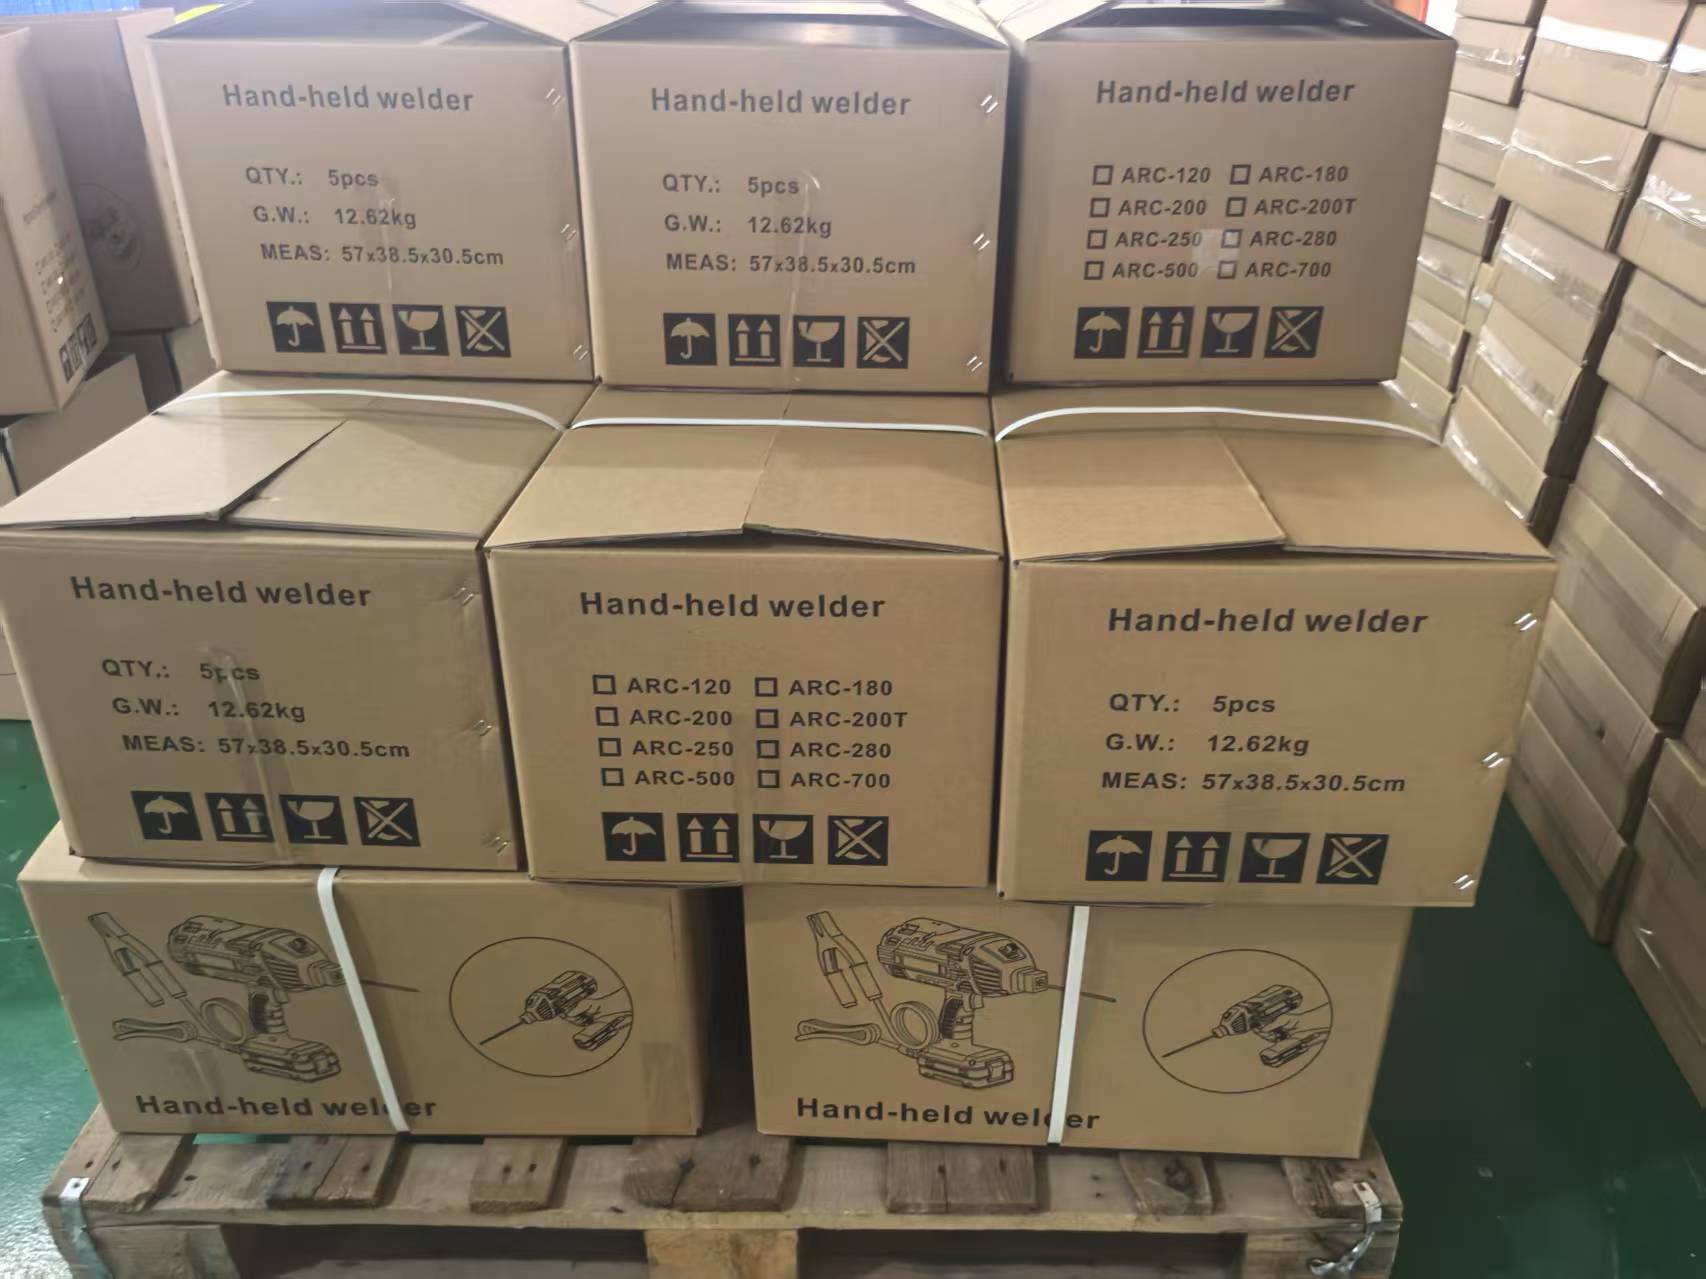 Hand-held welder
QTY.: 5pcs
G.W.: 12.62kg
MEAS: 57x38.5x30.5cm
Hand-held welder
QTY.: 5pcs
G.W.: 12.62kg
MEAS: 57x38.5x30.5cm
Hand-held welder
ARC-120 ARC-180
ARC-200 ARC-200T
ARC-250 ARC-280
ARC-500 ARC-700
Hand-held welder
QTY.: 5pcs
G.W.: 12.62kg
MEAS: 57x38.5x30.5cm
Hand-held welder
ARC-120 ARC-180
ARC-200 ARC-200T
ARC-250 ARC-280
ARC-500 ARC-700
Hand-held welder
QTY.: 5pcs
G.W.: 12.62kg
MEAS: 57x38.5x30.5cm
Hand-held welder
Hand-held welder